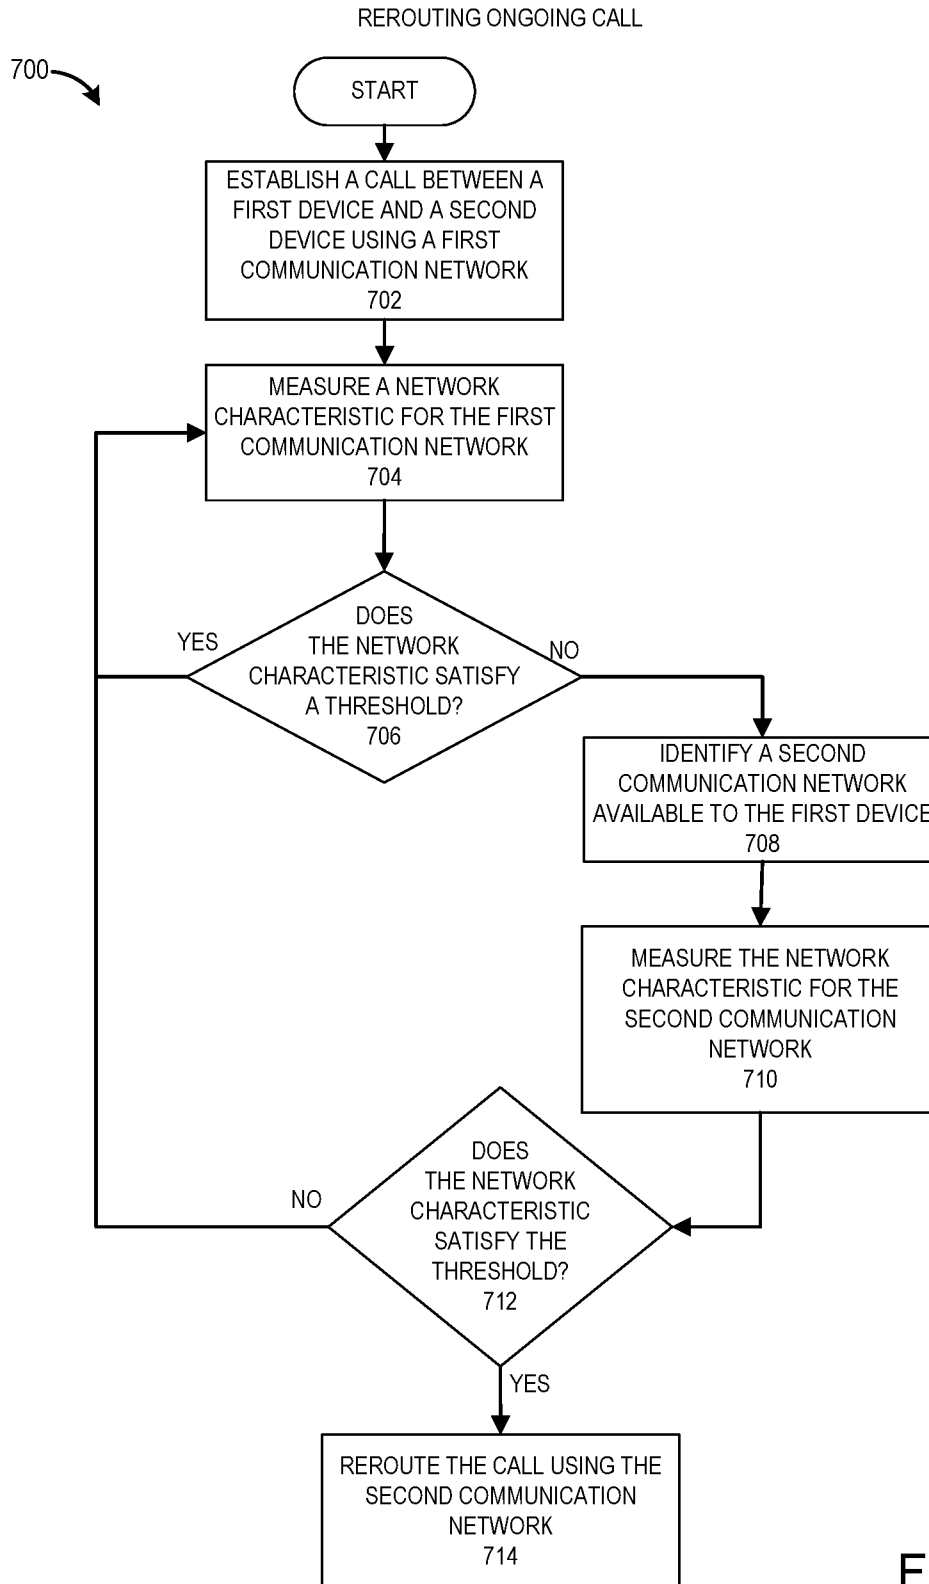 REROUTING ONGOING CALL
700
START
ESTABLISH A CALL BETWEEN A
FIRST DEVICE AND A SECOND
DEVICE USING A FIRST
COMMUNICATION NETWORK
702
MEASURE A NETWORK
CHARACTERISTIC FOR THE FIRST
COMMUNICATION NETWORK
704
DOES
THE NETWORK
CHARACTERISTIC SATISFY
A THRESHOLD?
706
YES
NO
IDENTIFY A SECOND
COMMUNICATION NETWORK
AVAILABLE TO THE FIRST DEVICE
708
MEASURE THE NETWORK
CHARACTERISTIC FOR THE
SECOND COMMUNICATION
NETWORK
710
DOES
THE NETWORK
CHARACTERISTIC
SATISFY THE
THRESHOLD?
712
NO
YES
REROUTE THE CALL USING THE
SECOND COMMUNICATION
NETWORK
714